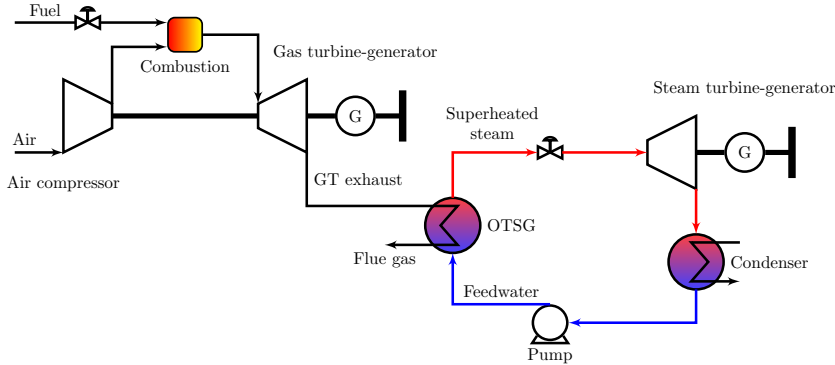 Fuel
Gas turbine-generator
Combustion
Steam turbine-generator
G
Superheated
steam
Air
G
Air compressor
GT exhaust
OTSG
Flue gas
Condenser
Feedwater
Pump